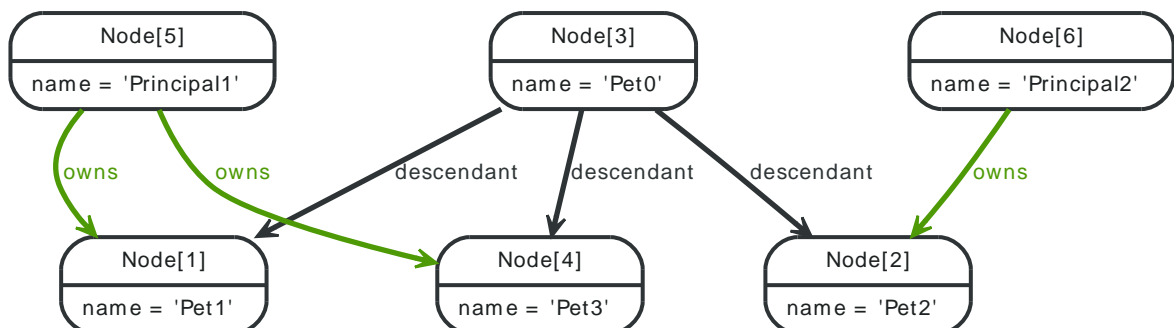 Node[5]
name = 'Principal1'
Node[3]
name = 'Pet0'
Node[6]
name = 'Principal2'
owns
owns
descendant
descendant
descendant
owns
Node[1]
name = 'Pet1'
Node[4]
name = 'Pet3'
Node[2]
name = 'Pet2'